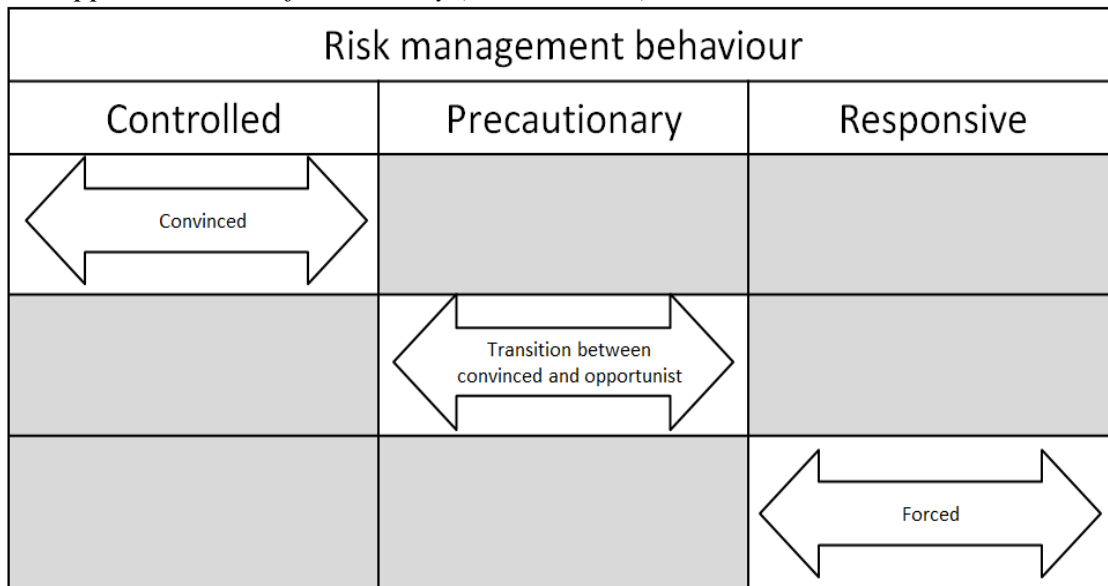 Risk management behaviour
Controlled Precautionary Responsive
Convinced
Transition between
convinced and opportunist
Forced